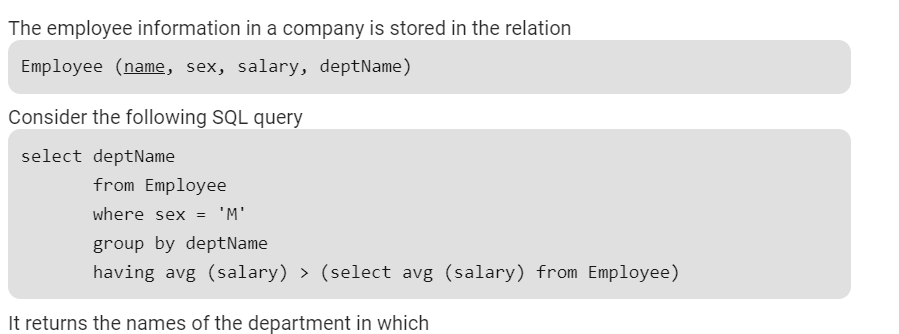 The employee information in a company is stored in the relation
Employee (name, sex, salary, deptName)
Consider the following SQL query
select deptName
from Employee
where sex = 'M'
group by deptName
having avg (salary) > (select avg (salary) from Employee)
It returns the names of the department in which